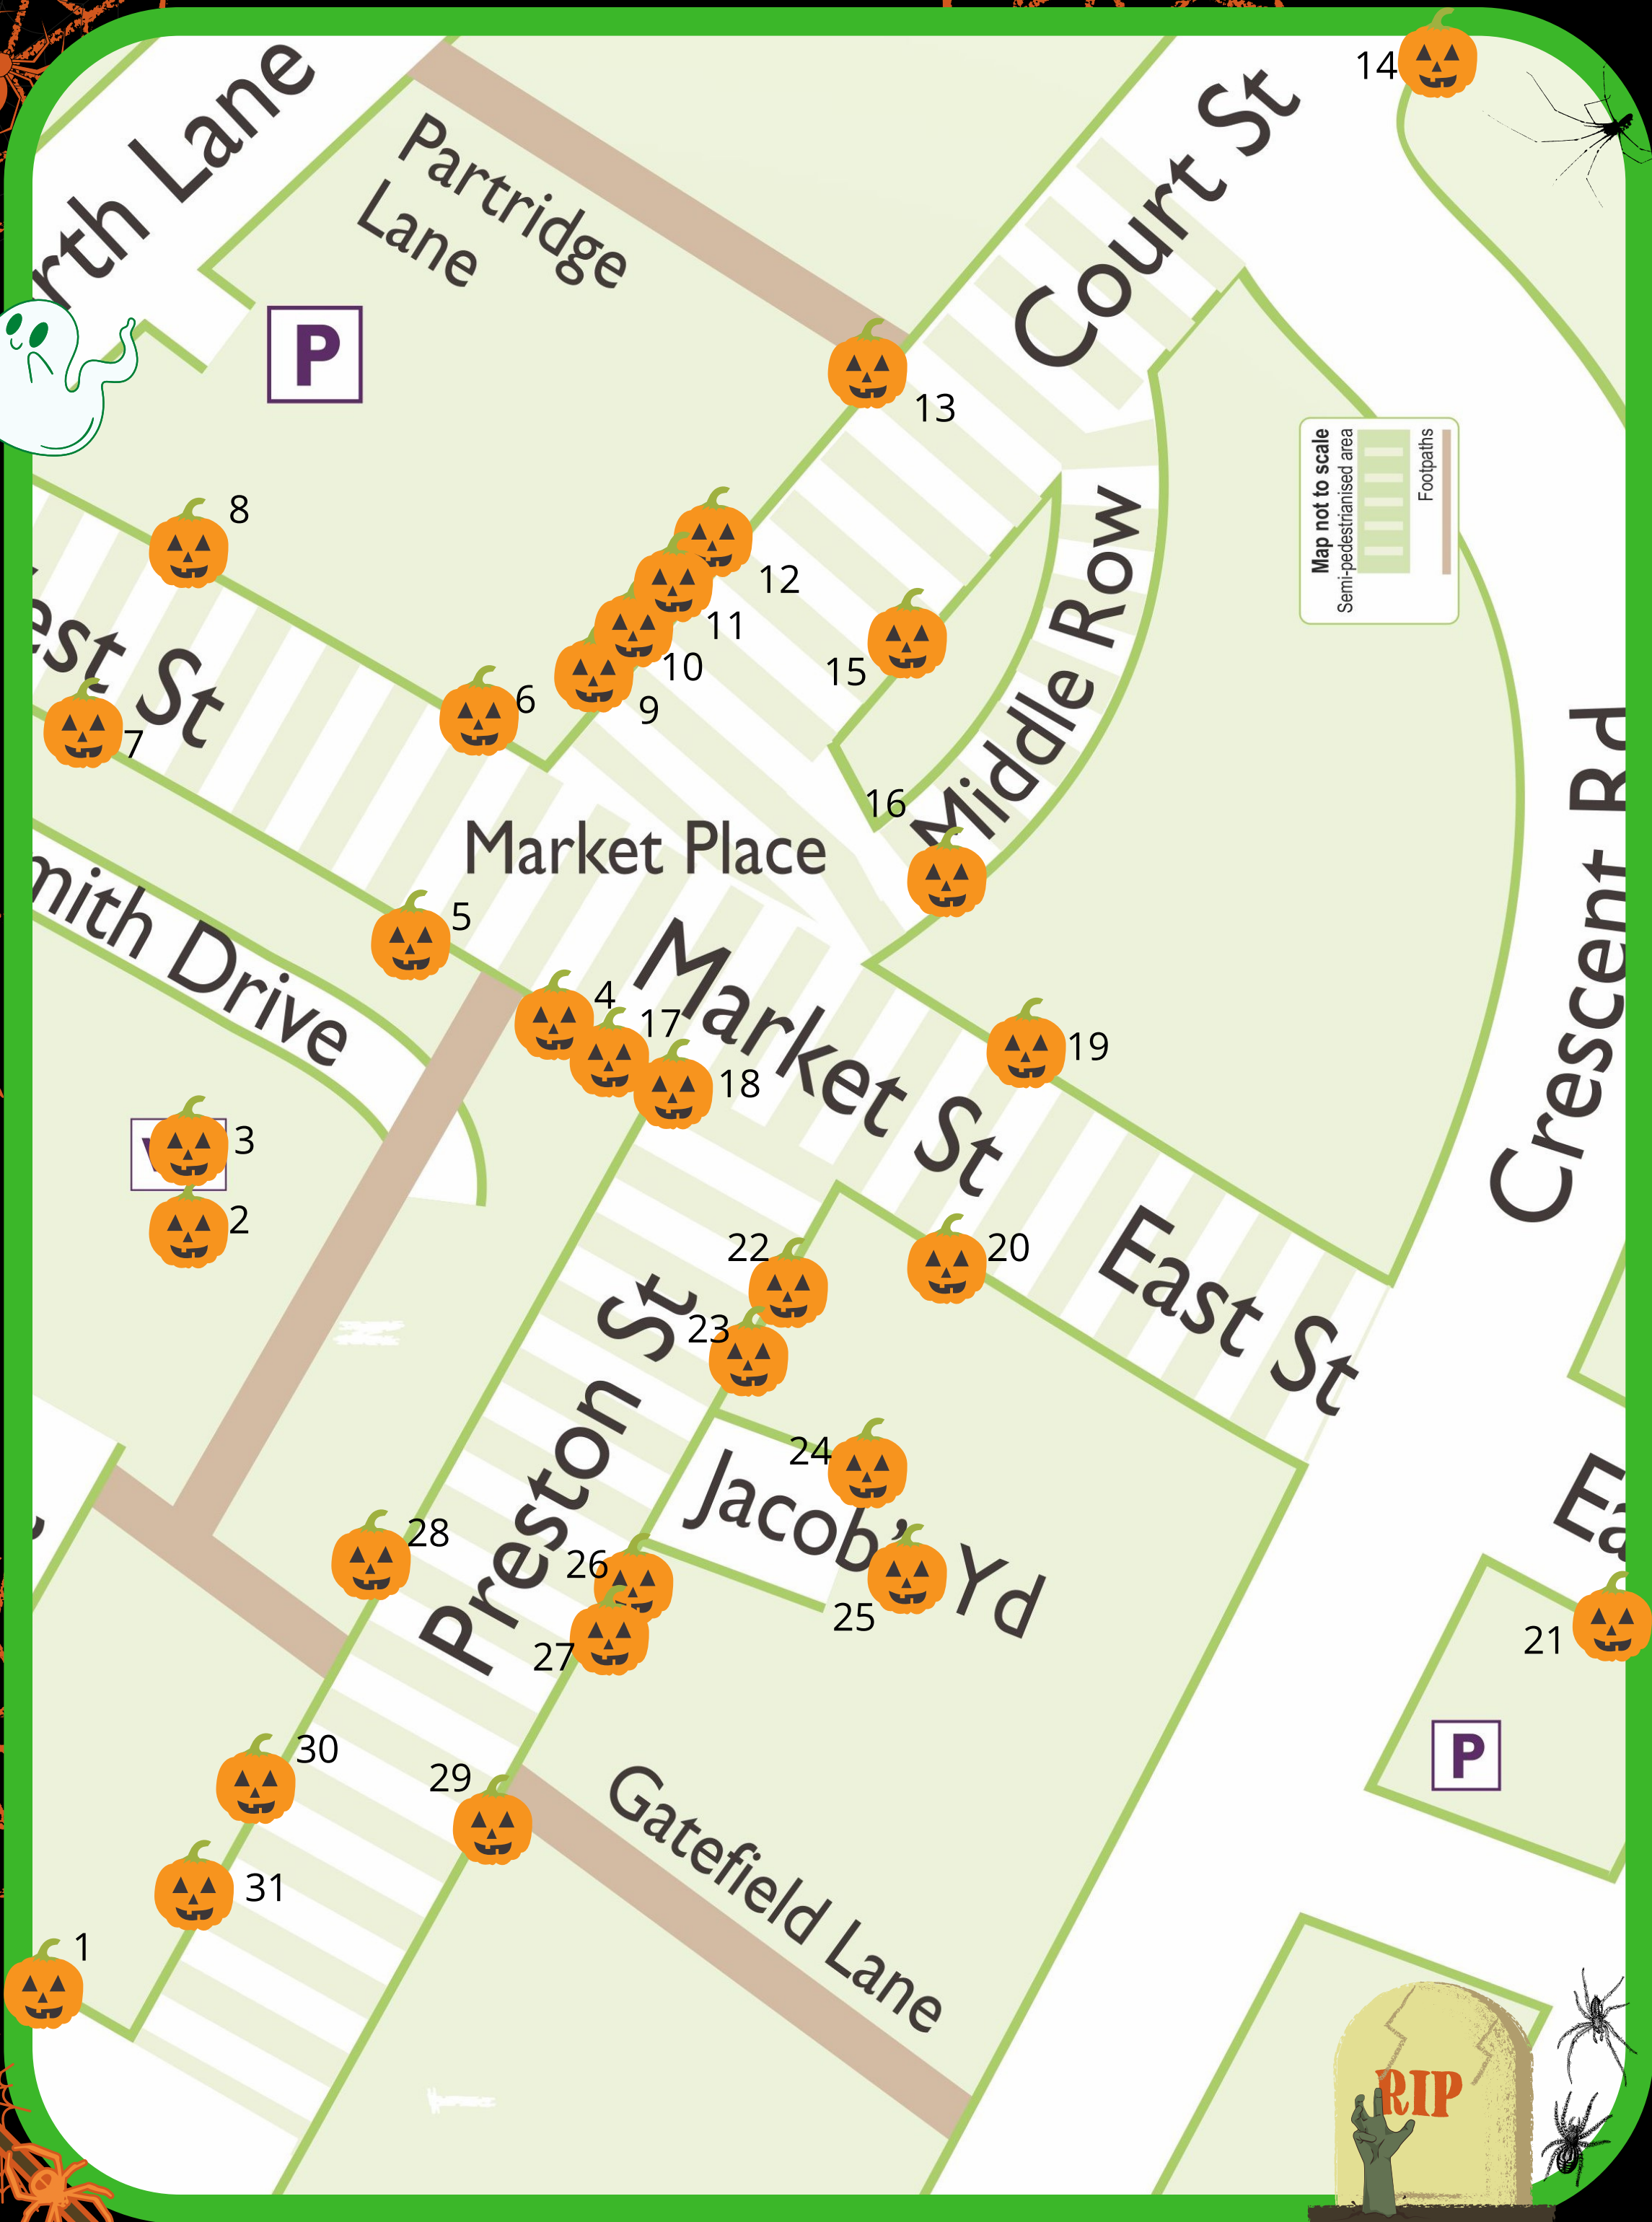 14
rth Lane
Partridge
Lane
Court St
P
13
Map not to scale
Semi-pedestrianised area
Footpaths
8
12
11
10
9
15
6
7
est St
Middle Row
16
Market Place
Crescent Rd
5
mith Drive
4
17
18
Market St
19
3
2
22
20
23
East St
Preston St
24
Jacob' Yd
28
26
25
27
21
Ea
P
30
29
Gatefield Lane
31
1
RIP